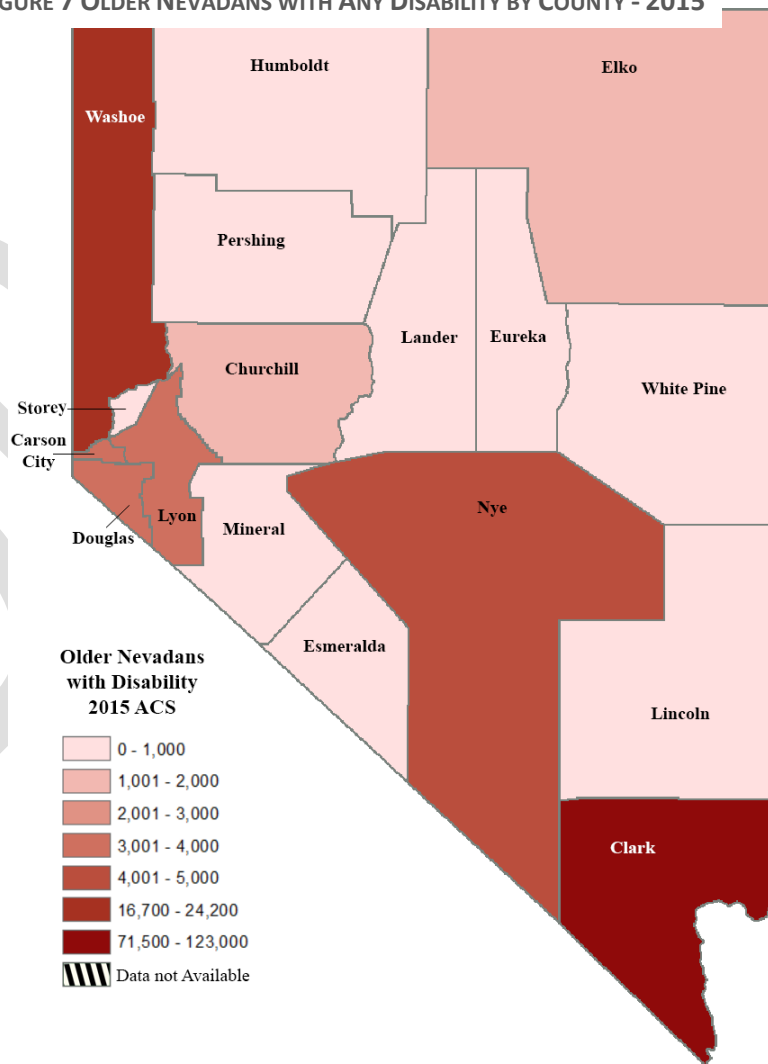 IGURE 7 OLDER NEVADANS WITH ANY DISABILITY BY COUNTY - 2015
Humboldt
Elko
Washoe
Pershing
Lander
Eureka
Churchill
White Pine
Storey
Carson
City
Lyon
Nye
Mineral
Douglas
Esmeralda
Lincoln
Clark
Older Nevadans
with Disability
2015 ACS
0 - 1,000
1,001 - 2,000
2,001 - 3,000
3,001 - 4,000
4,001 - 5,000
16,700 - 24,200
71,500 - 123,000
Data not Available